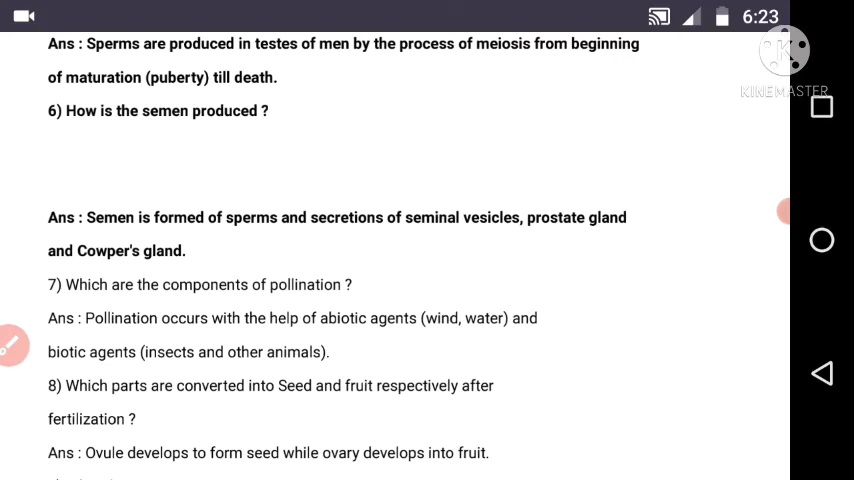 6:23
Ans : Sperms are produced in testes of men by the process of meiosis from beginning
K
KINEMASTER
of maturation (puberty) till death.
6) How is the semen produced ?
Ans : Semen is formed of sperms and secretions of seminal vesicles, prostate gland
and Cowper's gland.
7) Which are the components of pollination ?
Ans : Pollination occurs with the help of abiotic agents (wind, water) and
biotic agents (insects and other animals).
8) Which parts are converted into Seed and fruit respectively after
fertilization ?
Ans : Ovule develops to form seed while ovary develops into fruit.